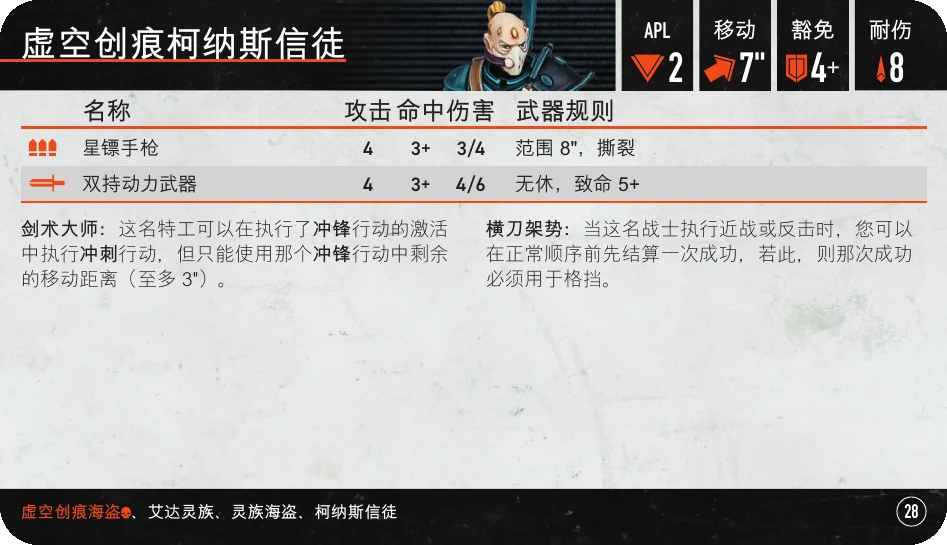 虚空创痕柯纳斯信徒
APL 移动 豁免 耐伤
2 7" 4+ 8
名称 攻击 命中 伤害 武器规则
星镖手枪 4 3+ 3/4 范围 8"，撕裂
双持动力武器 4 3+ 4/6 无休，致命 5+
剑术大师：这名特工可以在执行了冲锋行动的激活
中执行冲刺行动，但只能使用那个冲锋行动中剩余
的移动距离（至多 3"）。
横刀架势：当这名战士执行近战或反击时，您可以
在正常顺序前先结算一次成功，若此，则那次成功
必须用于格挡。
虚空创痕海盗、艾达灵族、灵族海盗、柯纳斯信徒
28